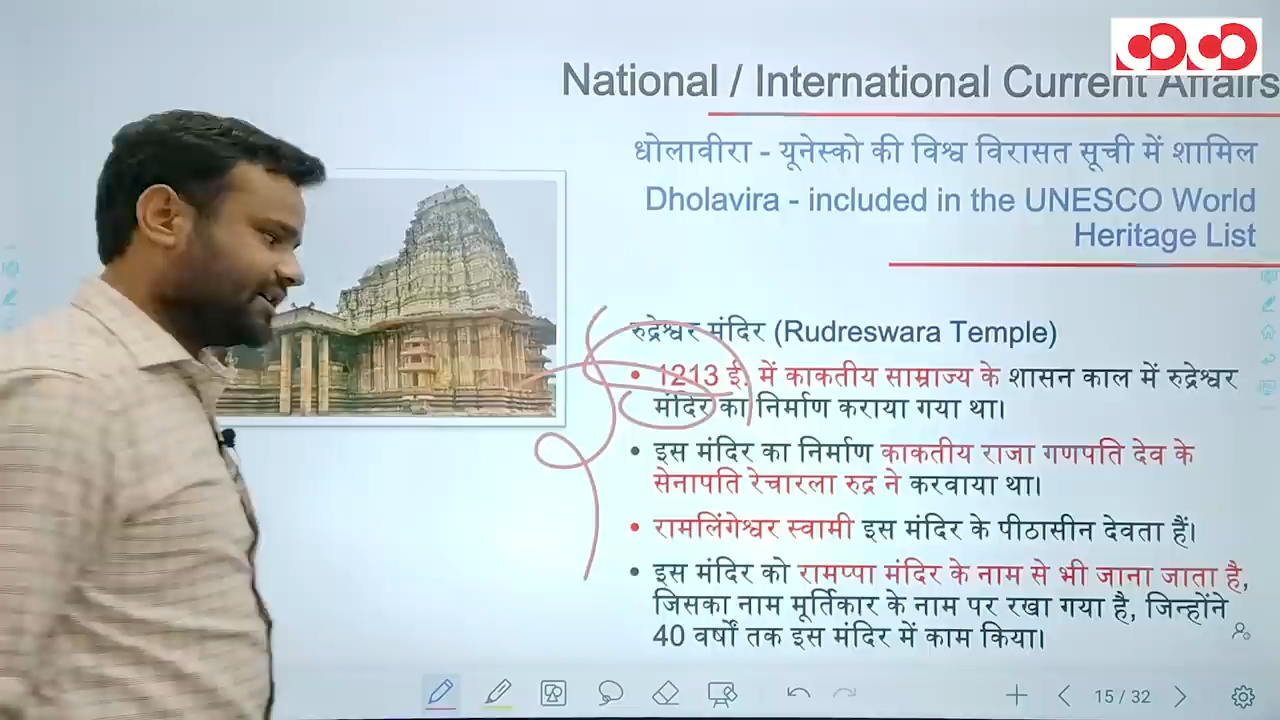 National / International Current Affairs
धोलावीरा - यूनेस्को की विश्व विरासत सूची में शामिल
Dholavira - included in the UNESCO World
Heritage List
रुद्रेश्वर मंदिर (Rudreswara Temple)
• 1213 ई. में काकतीय साम्राज्य के शासन काल में रुद्रेश्वर
मंदिर का निर्माण कराया गया था।
• इस मंदिर का निर्माण काकतीय राजा गणपति देव के
सेनापति रेचारला रुद्र ने करवाया था।
• रामलिंगेश्वर स्वामी इस मंदिर के पीठासीन देवता हैं।
• इस मंदिर को रामप्पा मंदिर के नाम से भी जाना जाता है,
जिसका नाम मूर्तिकार के नाम पर रखा गया है, जिन्होंने
40 वर्षों तक इस मंदिर में काम किया।
15 / 32